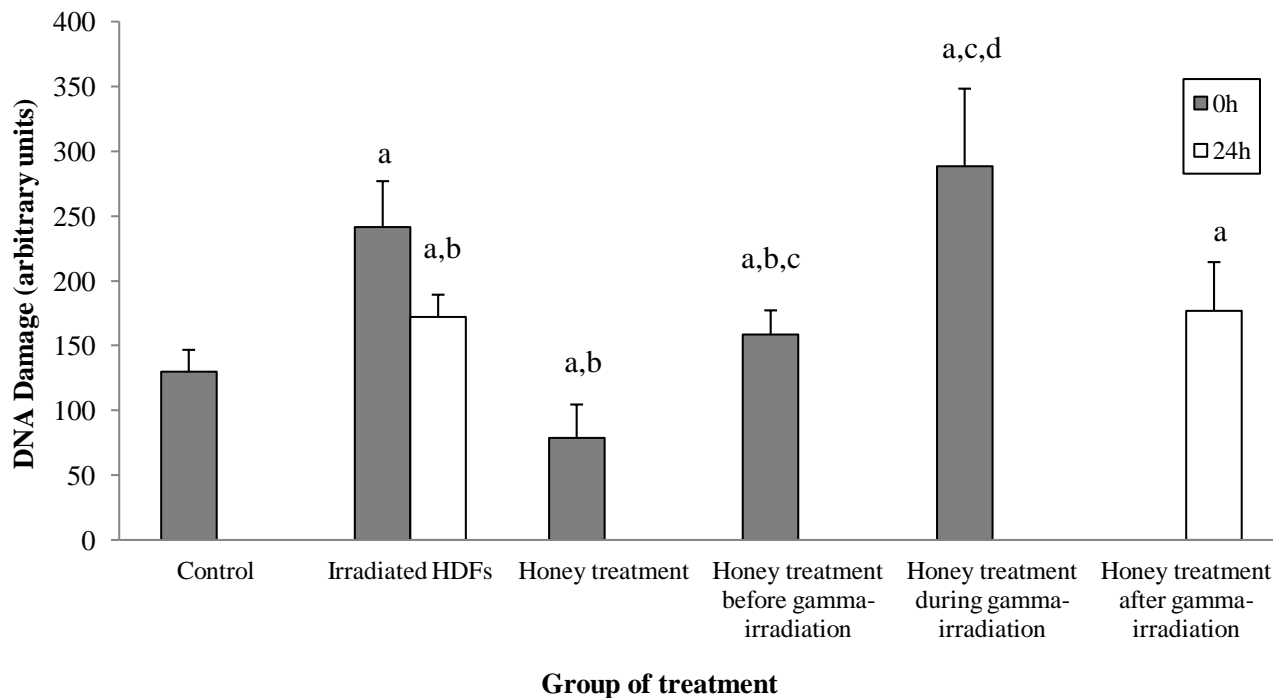 DNA Damage (arbitrary units)
400
350
300
250
200
150
100
50
0
a
a,b
a,b
a,b,c
a,c,d
a
0h
24h
Control
Irradiated HDFs
Honey treatment
Honey treatment
before gamma-
irradiation
Honey treatment
during gamma-
irradiation
Honey treatment
after gamma-
irradiation
Group of treatment